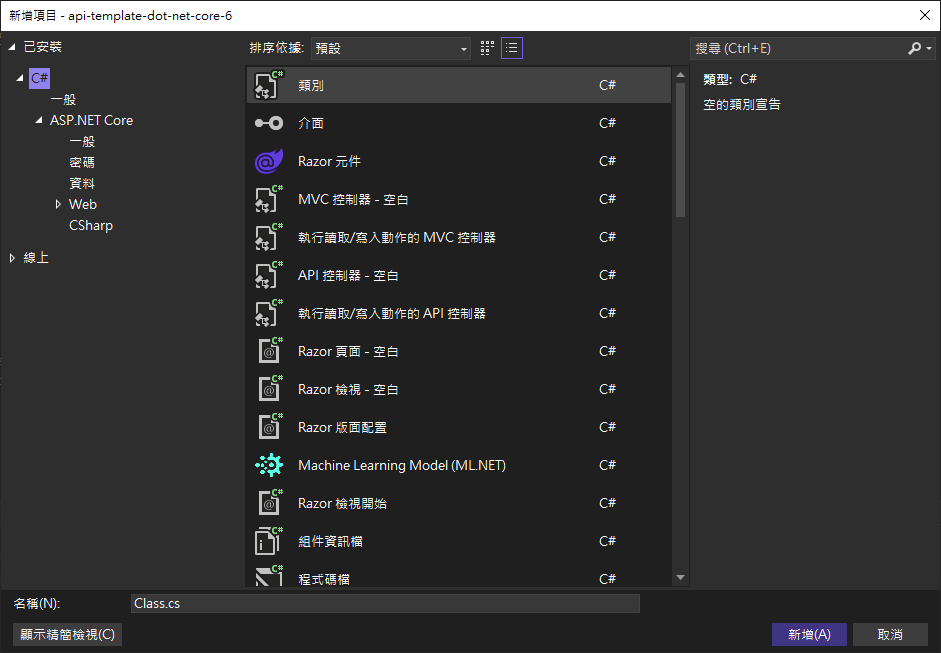 新增項目 - api-template-dot-net-core-6
已安裝
C#
一般
ASP.NET Core
一般
密碼
資料
Web
CSharp
線上
排序依據: 預設
類別 C#
介面 C#
Razor 元件 C#
MVC 控制器 - 空白 C#
執行讀取/寫入動作的 MVC 控制器 C#
API 控制器 - 空白 C#
執行讀取/寫入動作的 API 控制器 C#
Razor 頁面 - 空白 C#
Razor 檢視 - 空白 C#
Razor 版面配置 C#
Machine Learning Model (ML.NET) C#
Razor 檢視開始 C#
組件資訊檔 C#
程式碼檔 C#
搜尋 (Ctrl+E)
類型: C#
空的類別宣告
名稱(N): Class.cs
顯示精簡檢視(C) 新增(A) 取消